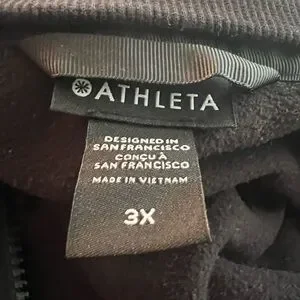 ATHLETA
DESIGNED IN
SAN FRANCISCO
CONÇU À
SAN FRANCISCO
MADE IN VIETNAM
3X